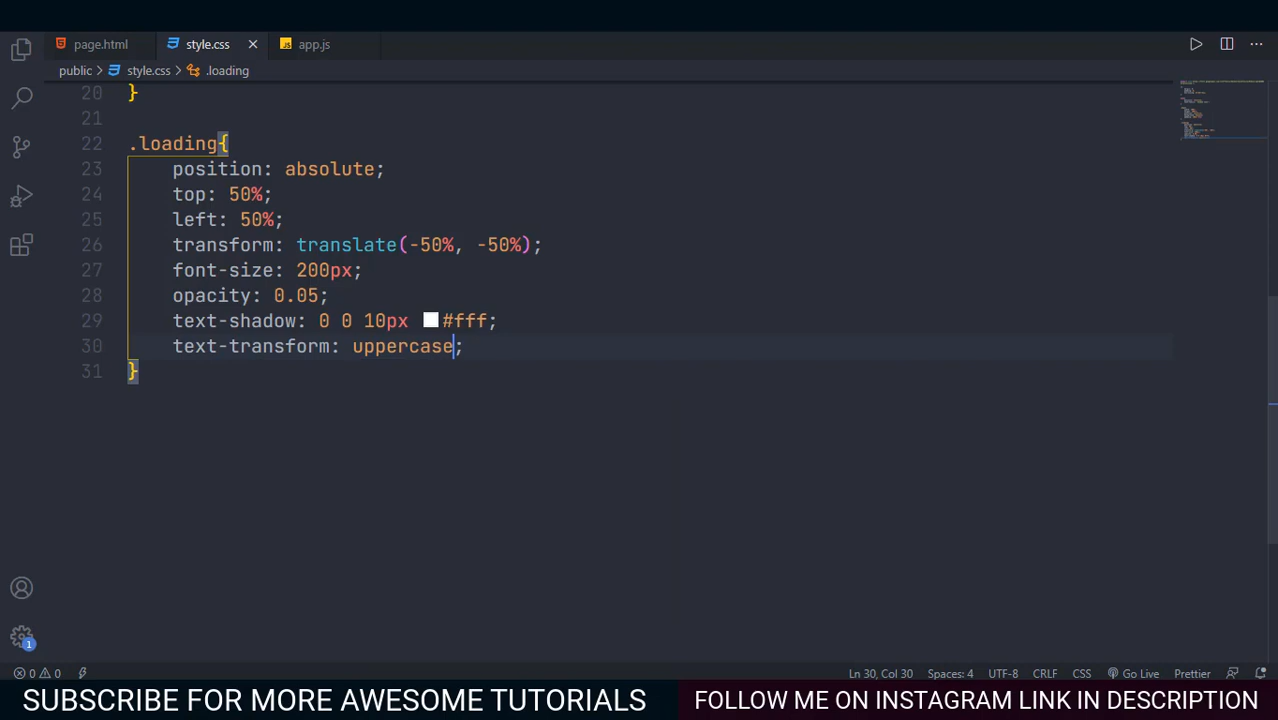 page.html style.css app.js
public style.css .loading
20 }
21
22 .loading{
23 position: absolute;
24 top: 50%;
25 left: 50%;
26 transform: translate(-50%, -50%);
27 font-size: 200px;
28 opacity: 0.05;
29 text-shadow: 0 0 10px #fff;
30 text-transform: uppercase;
31 }
1
0 0 Ln 30, Col 30 Spaces: 4 UTF-8 CRLF CSS Go Live Prettier
SUBSCRIBE FOR MORE AWESOME TUTORIALS FOLLOW ME ON INSTAGRAM LINK IN DESCRIPTION